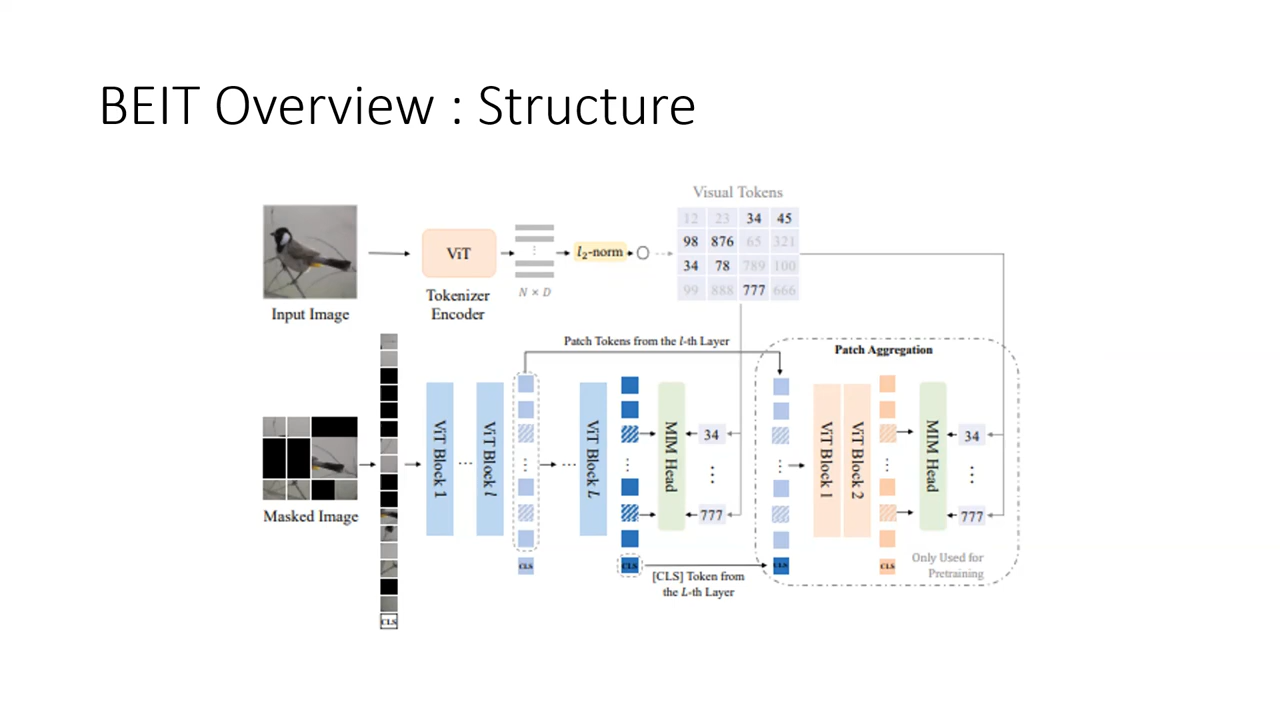 BEIT Overview : Structure
Visual Tokens
12 23 34 45
98 876 65 321
34 78 789 100
99 888 777 666
Input Image
ViT
Tokenizer
Encoder
N × D
l2-norm
Patch Tokens from the l-th Layer
Patch Aggregation
Masked Image
CLS
ViT Block 1
...
ViT Block l
CLS
...
ViT Block L
CLS
MIM Head
34
777
[CLS] Token from
the L-th Layer
CLS
ViT Block 1
ViT Block 2
CLS
MIM Head
34
777
Only Used for
Pretraining